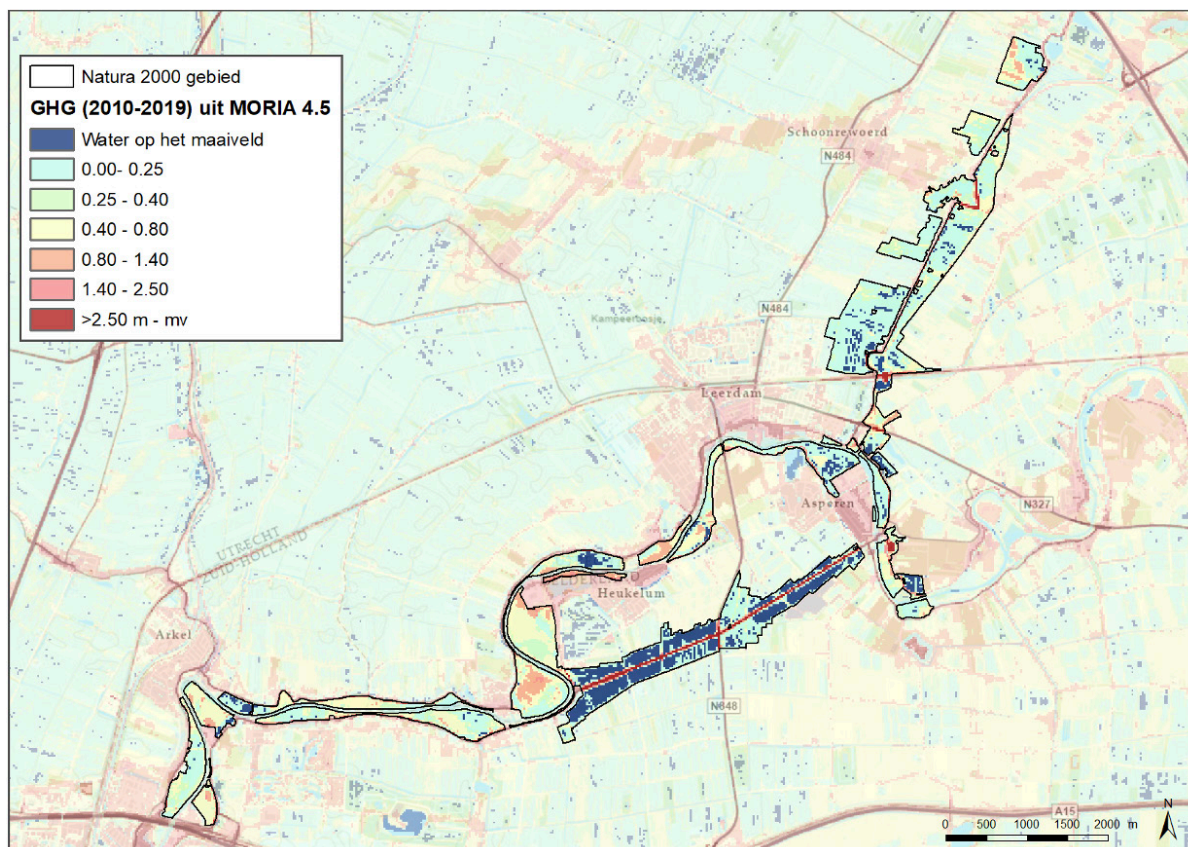 Natura 2000 gebied
GHG (2010-2019) uit MORIA 4.5
Water op het maaiveld
0.00- 0.25
0.25 - 0.40
0.40 - 0.80
0.80 - 1.40
1.40 - 2.50
>2.50 m - mv
Schoonrewoerd
N484
N484
Leerdam
Asperen
N327
UTRECHT
ZUID-HOLLAND
Heukelum
Arkel
N848
A15
N
0 500 1000 1500 2000 m